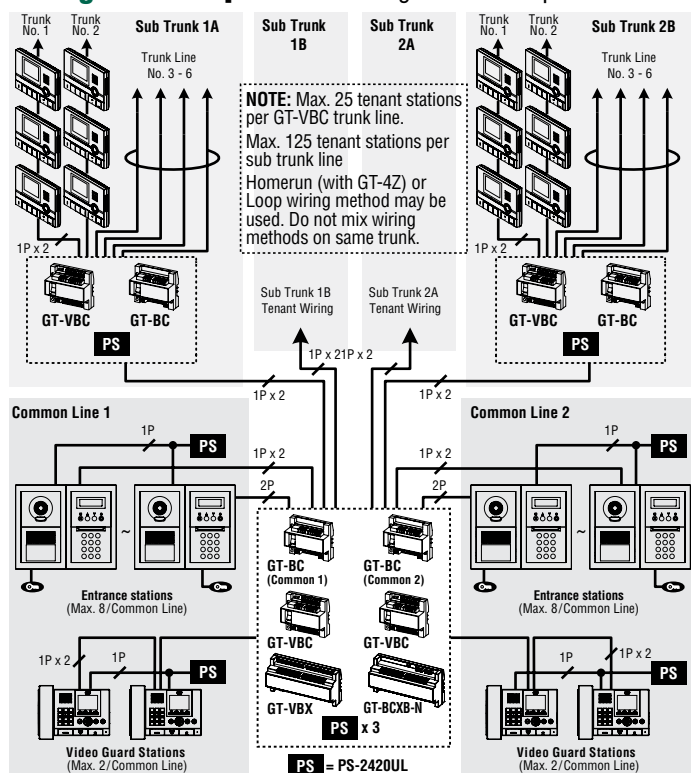 Trunk No. 1
Trunk No. 2
Sub Trunk 1A
Trunk Line
No. 3 - 6
Sub Trunk
1B
Sub Trunk
2A
Trunk No. 1
Trunk No. 2
Sub Trunk 2B
Trunk Line
No. 3 - 6
NOTE: Max. 25 tenant stations
per GT-VBC trunk line.
Max. 125 tenant stations per
sub trunk line
Homerun (with GT-4Z) or
Loop wiring method may be
used. Do not mix wiring
methods on same trunk.
1P x 2
GT-VBC
GT-BC
PS
1P x 2
Sub Trunk 1B
Tenant Wiring
Sub Trunk 2A
Tenant Wiring
1P x 2
1P x 2
1P x 2
GT-VBC
GT-BC
PS
1P x 2
Common Line 1
1P
PS
1P x 2
2P
~
Entrance stations
(Max. 8/Common Line)
1P x 2
1P
PS
Video Guard Stations
(Max. 2/Common Line)
GT-BC
(Common 1)
GT-BC
(Common 2)
GT-VBC
GT-VBC
GT-VBX
GT-BCXB-N
PS x 3
PS = PS-2420UL
Common Line 2
1P
PS
1P x 2
2P
~
Entrance stations
(Max. 8/Common Line)
1P
1P x 2
PS
Video Guard Stations
(Max. 2/Common Line)